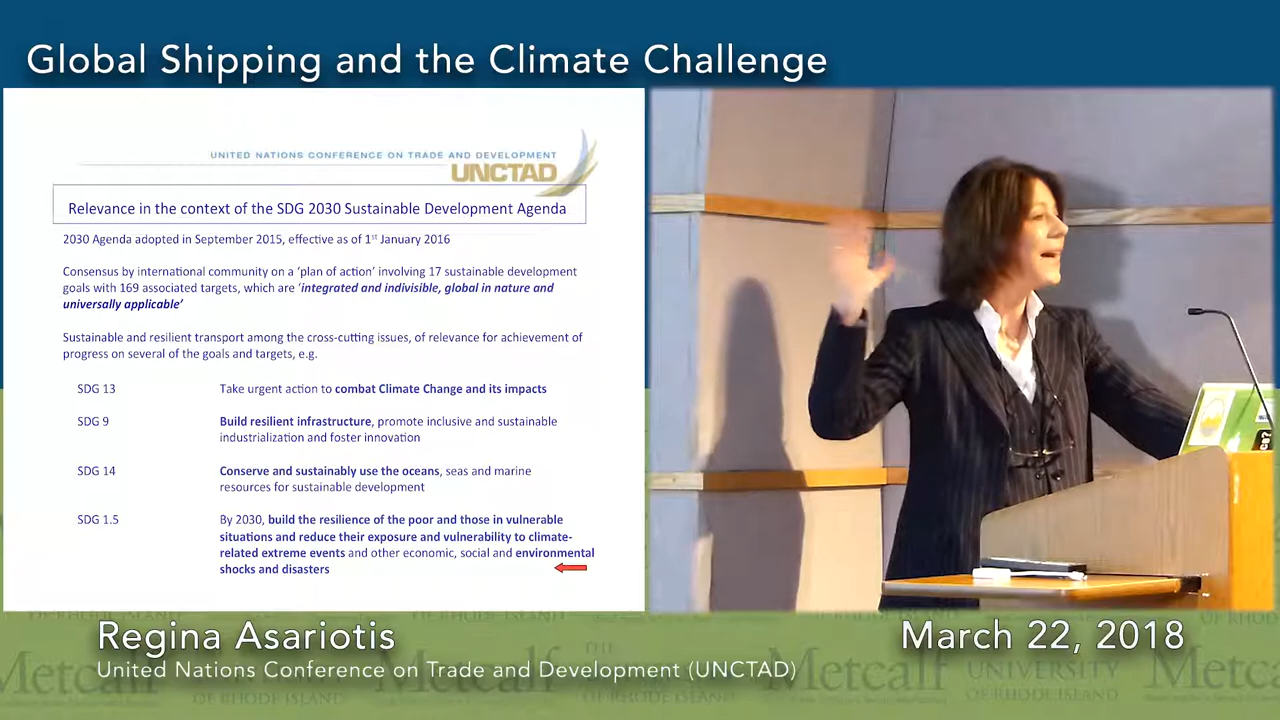 Global Shipping and the Climate Challenge
UNITED NATIONS CONFERENCE ON TRADE AND DEVELOPMENT
UNCTAD
Relevance in the context of the SDG 2030 Sustainable Development Agenda
2030 Agenda adopted in September 2015, effective as of 1st January 2016
Consensus by international community on a ‘plan of action’ involving 17 sustainable development
goals with 169 associated targets, which are ‘integrated and indivisible, global in nature and
universally applicable’
Sustainable and resilient transport among the cross-cutting issues, of relevance for achievement of
progress on several of the goals and targets, e.g.
SDG 13 Take urgent action to combat Climate Change and its impacts
SDG 9 Build resilient infrastructure, promote inclusive and sustainable
industrialization and foster innovation
SDG 14 Conserve and sustainably use the oceans, seas and marine
resources for sustainable development
SDG 1.5 By 2030, build the resilience of the poor and those in vulnerable
situations and reduce their exposure and vulnerability to climate-
related extreme events and other economic, social and environmental
shocks and disasters
Regina Asariotis
United Nations Conference on Trade and Development (UNCTAD)
March 22, 2018
Metcalf
THE
UNIVERSITY
OF RHODE ISLAND